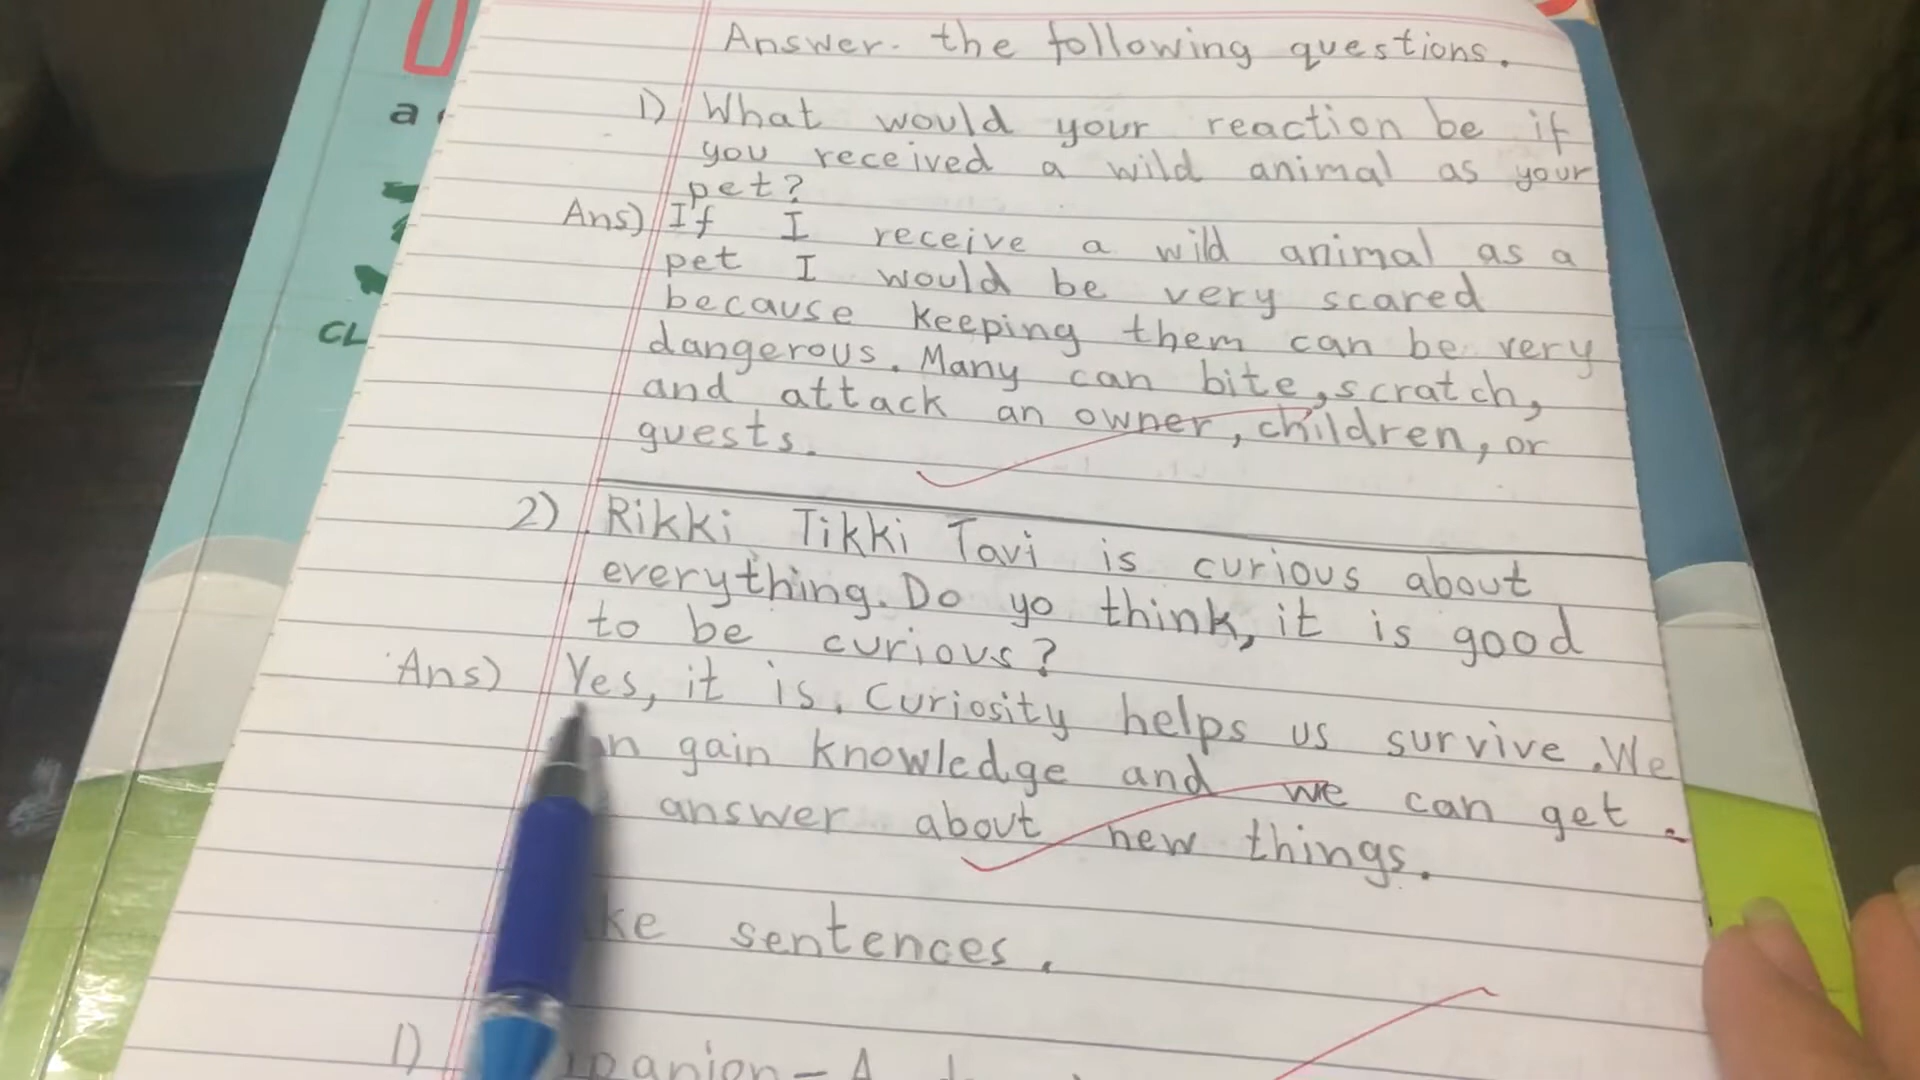 Answer. the following questions.
1) What would your reaction be if
you received a wild animal as your
pet?
Ans) If I receive a wild animal as a
pet I would be very scared
because keeping them can be very
dangerous. Many can bite, scratch,
and attack an owner, children, or
guests.
2) Rikki Tikki Tavi is curious about
everything. Do yo think, it is good
to be curious?
Ans) Yes, it is. Curiosity helps us survive. We
gain knowledge and we can get
answer about new things.
sentences.
1)
a
CL